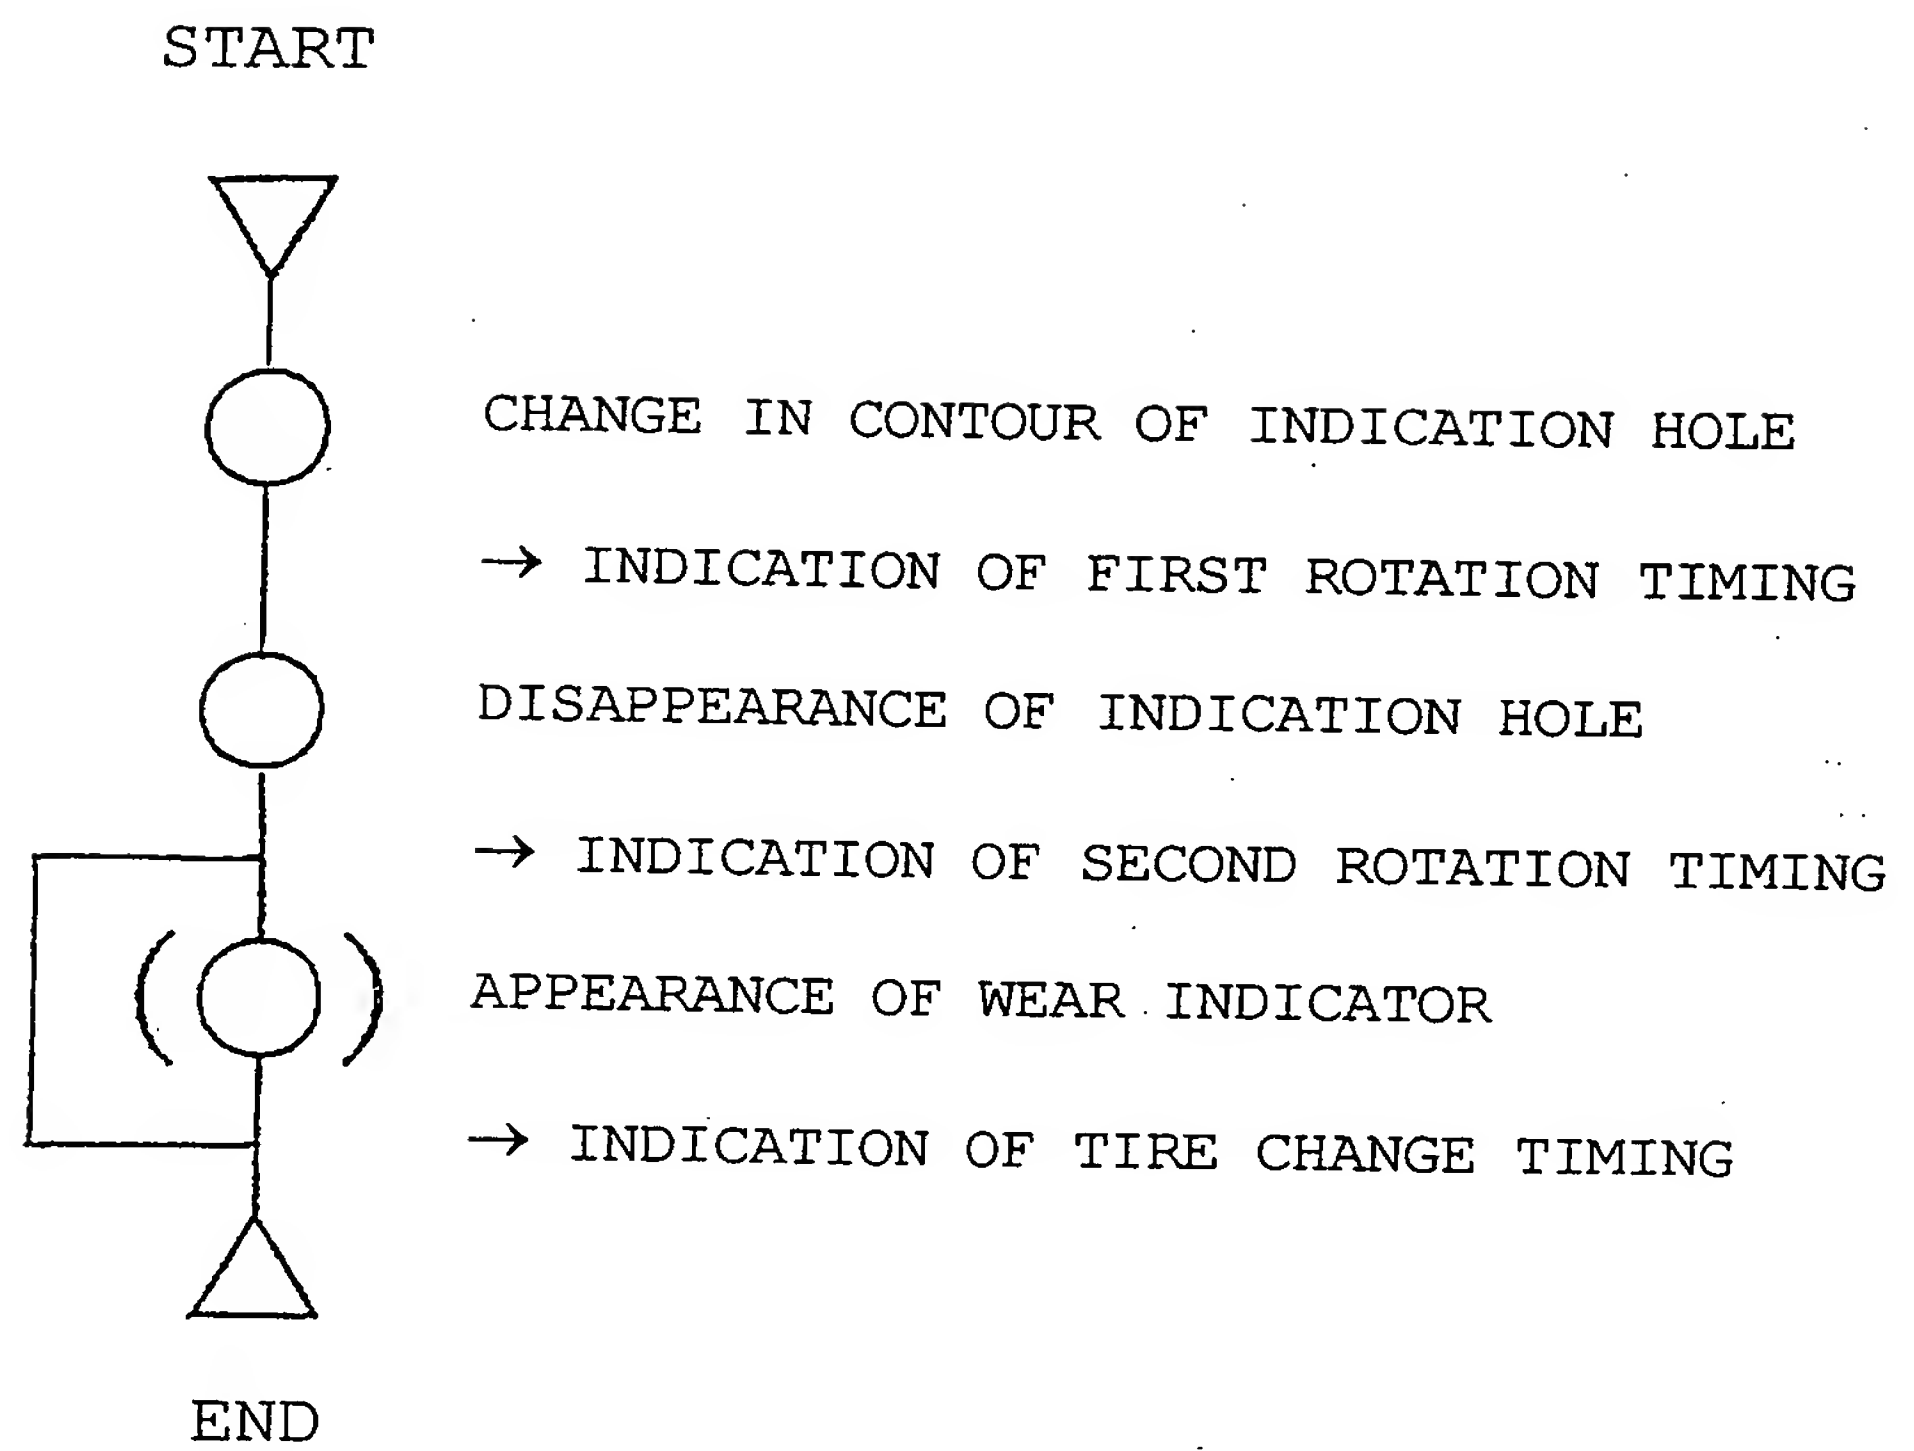 START
CHANGE IN CONTOUR OF INDICATION HOLE
→ INDICATION OF FIRST ROTATION TIMING
DISAPPEARANCE OF INDICATION HOLE
→ INDICATION OF SECOND ROTATION TIMING
APPEARANCE OF WEAR INDICATOR
→ INDICATION OF TIRE CHANGE TIMING
END